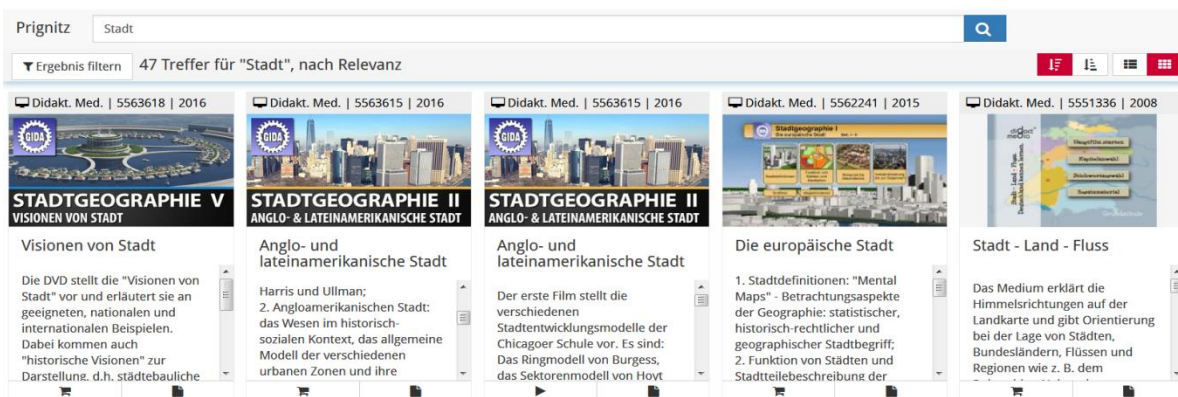 Prignitz
Stadt
Ergebnis filtern
47 Treffer für "Stadt", nach Relevanz
Didakt. Med. | 5563618 | 2016
GIDA
STADTGEOGRAPHIE V
VISIONEN VON STADT
Visionen von Stadt
Die DVD stellt die "Visionen von
Stadt" vor und erläutert sie an
geeigneten, nationalen und
internationalen Beispielen.
Dabei kommen auch
"historische Visionen" zur
Darstellung, d.h. städtebauliche
Didakt. Med. | 5563615 | 2016
GIDA
STADTGEOGRAPHIE II
ANGLO- & LATEINAMERIKANISCHE STADT
Anglo- und
lateinamerikanische Stadt
Harris und Ullman;
2. Angloamerikanischen Stadt:
das Wesen im historisch-
sozialen Kontext, das allgemeine
Modell der verschiedenen
urbanen Zonen und ihre
Didakt. Med. | 5563615 | 2016
GIDA
STADTGEOGRAPHIE II
ANGLO- & LATEINAMERIKANISCHE STADT
Anglo- und
lateinamerikanische Stadt
Der erste Film stellt die
verschiedenen
Stadtentwicklungsmodelle der
Chicagoer Schule vor. Es sind:
Das Ringmodell von Burgess,
das Sektorenmodell von Hoyt
Didakt. Med. | 5562241 | 2015
Stadtgeographie I
Die europäische Stadt
Die europäische Stadt
1. Stadtdefinitionen: "Mental
Maps" - Betrachtungsaspekte
der Geographie: statistischer,
historisch-rechtlicher und
geographischer Stadtbegriff;
2. Funktion von Städten und
Stadtteilebeschreibung der
Didakt. Med. | 5551336 | 2008
Hauptfilm starten
Kapitelauswahl
Stichwortauswahl
Stadt - Land - Fluss
Das Medium erklärt die
Himmelsrichtungen auf der
Landkarte und gibt Orientierung
bei der Lage von Städten,
Bundesländern, Flüssen und
Regionen wie z. B. dem